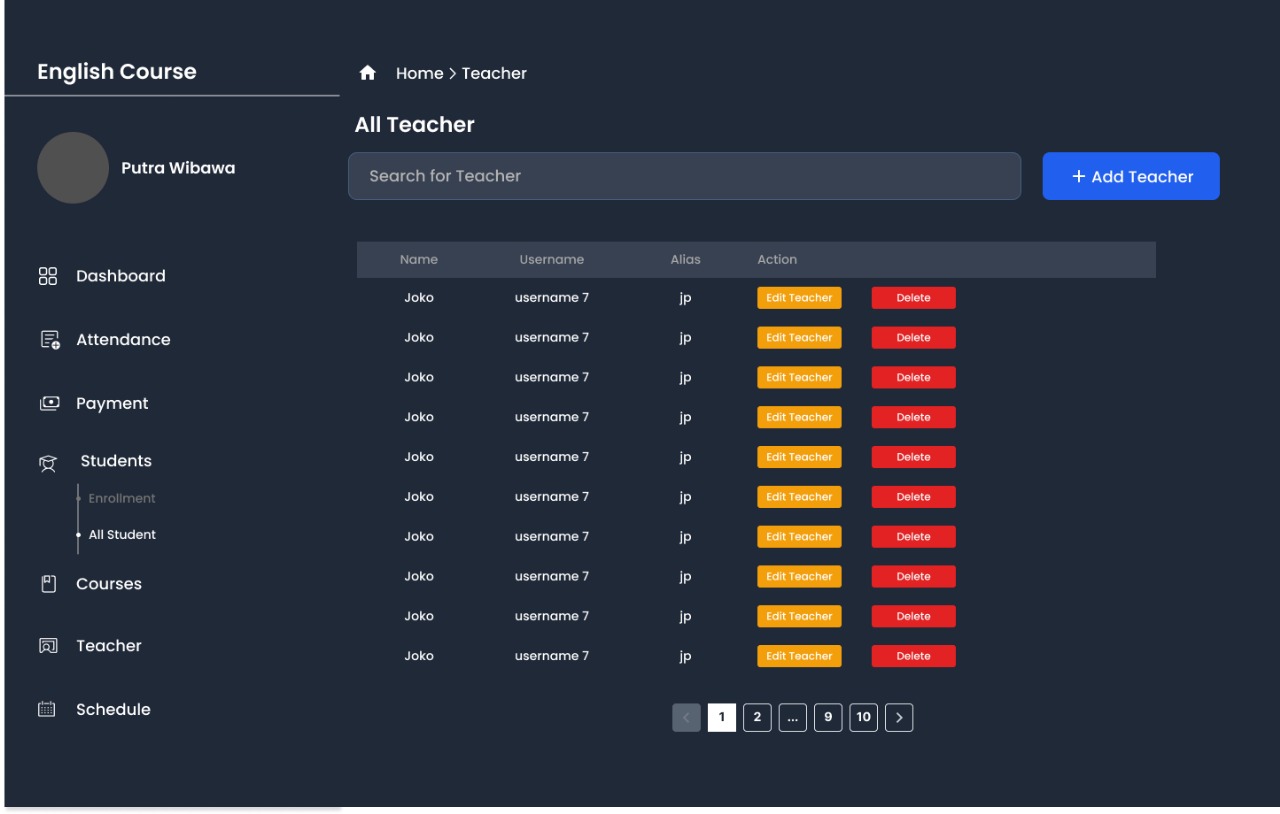 English Course
Home > Teacher
All Teacher
Putra Wibawa
Search for Teacher
+ Add Teacher
Dashboard
Attendance
Payment
Students
Enrollment
All Student
Courses
Teacher
Schedule
Name Username Alias Action
Joko username 7 jp Edit Teacher Delete
Joko username 7 jp Edit Teacher Delete
Joko username 7 jp Edit Teacher Delete
Joko username 7 jp Edit Teacher Delete
Joko username 7 jp Edit Teacher Delete
Joko username 7 jp Edit Teacher Delete
Joko username 7 jp Edit Teacher Delete
Joko username 7 jp Edit Teacher Delete
Joko username 7 jp Edit Teacher Delete
Joko username 7 jp Edit Teacher Delete
< 1 2 ... 9 10 >